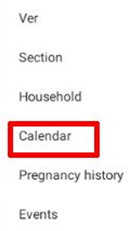 Ver
Section
Household
Calendar
Pregnancy history
Events